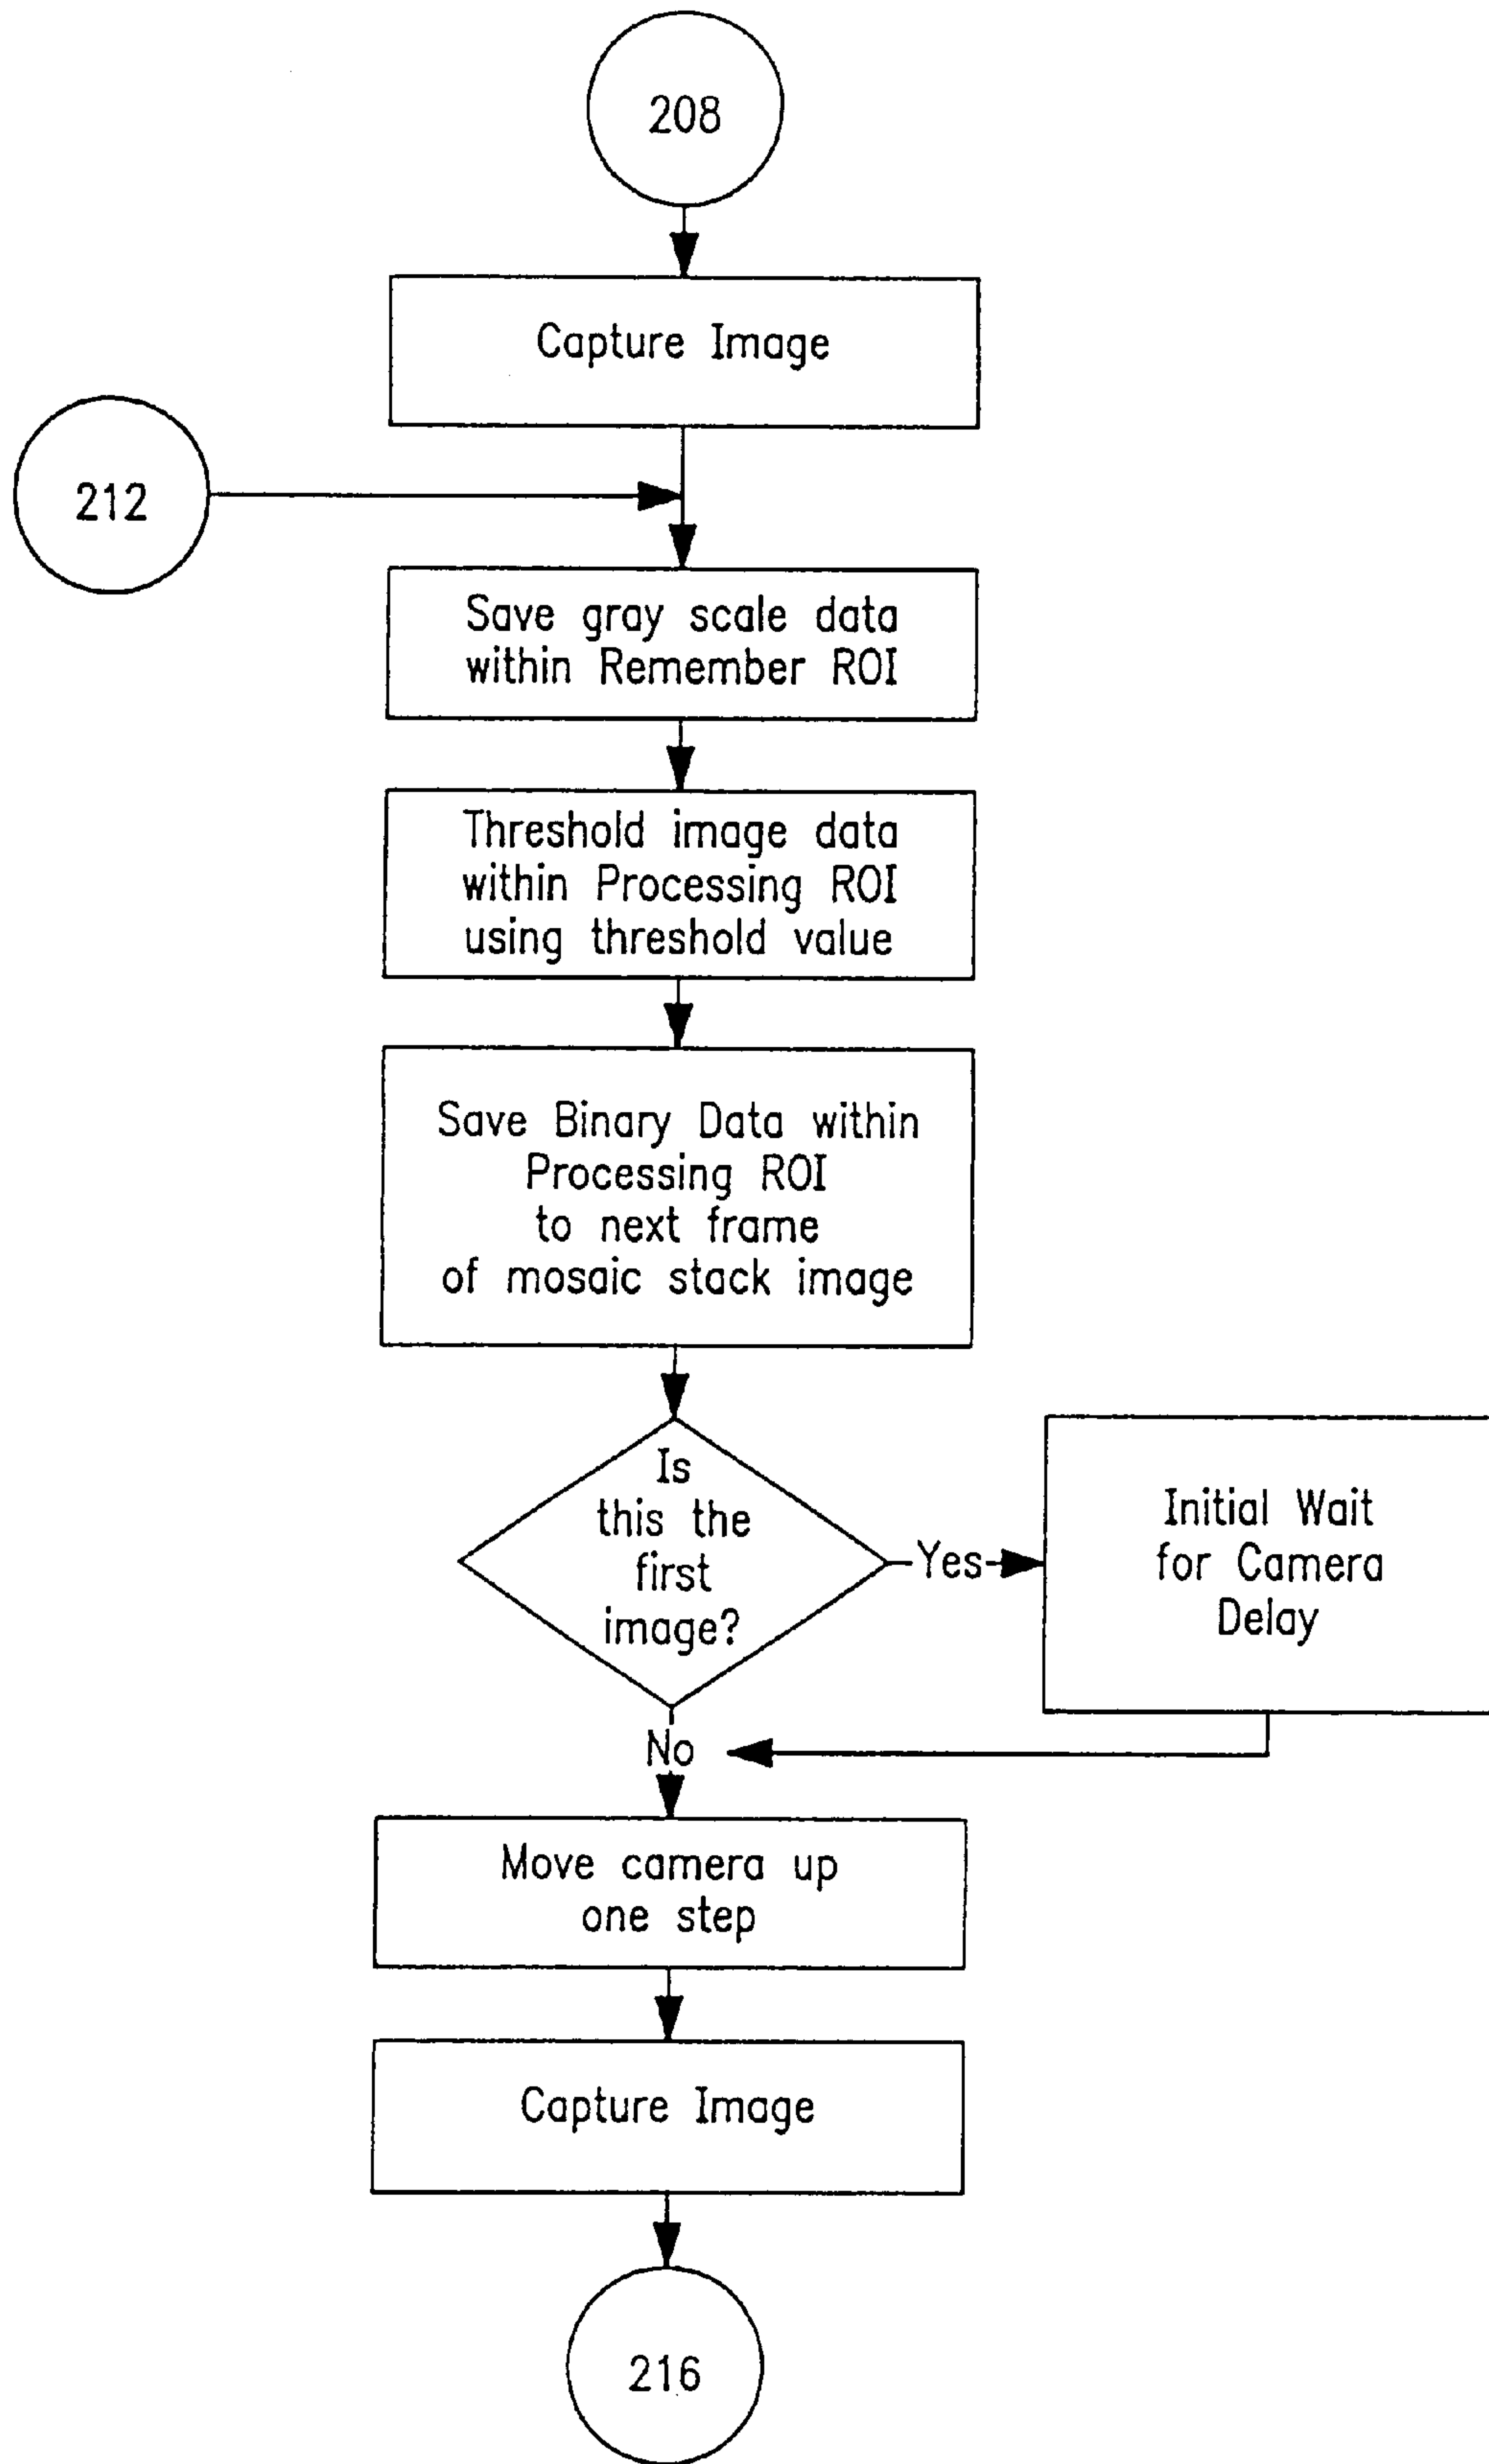 208
Capture Image
212
Save gray scale data
within Remember ROI
Threshold image data
within Processing ROI
using threshold value
Save Binary Data within
Processing ROI
to next frame
of mosaic stack image
Is
this the
first
image?
Yes
Initial Wait
for Camera
Delay
No
Move camera up
one step
Capture Image
216